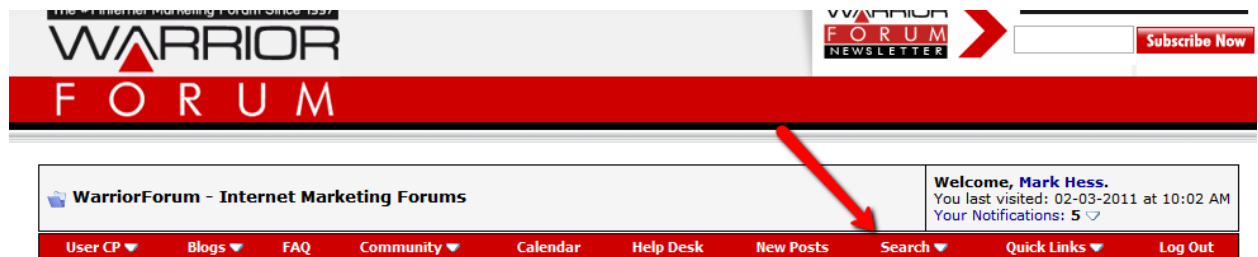 The #1 Internet Marketing Forum Since 1997
WARRIOR
FORUM
WARRIOR
FORUM
NEWSLETTER
Subscribe Now
WarriorForum - Internet Marketing Forums
Welcome, Mark Hess.
You last visited: 02-03-2011 at 10:02 AM
Your Notifications: 5
User CP Blogs FAQ Community Calendar Help Desk New Posts Search Quick Links Log Out